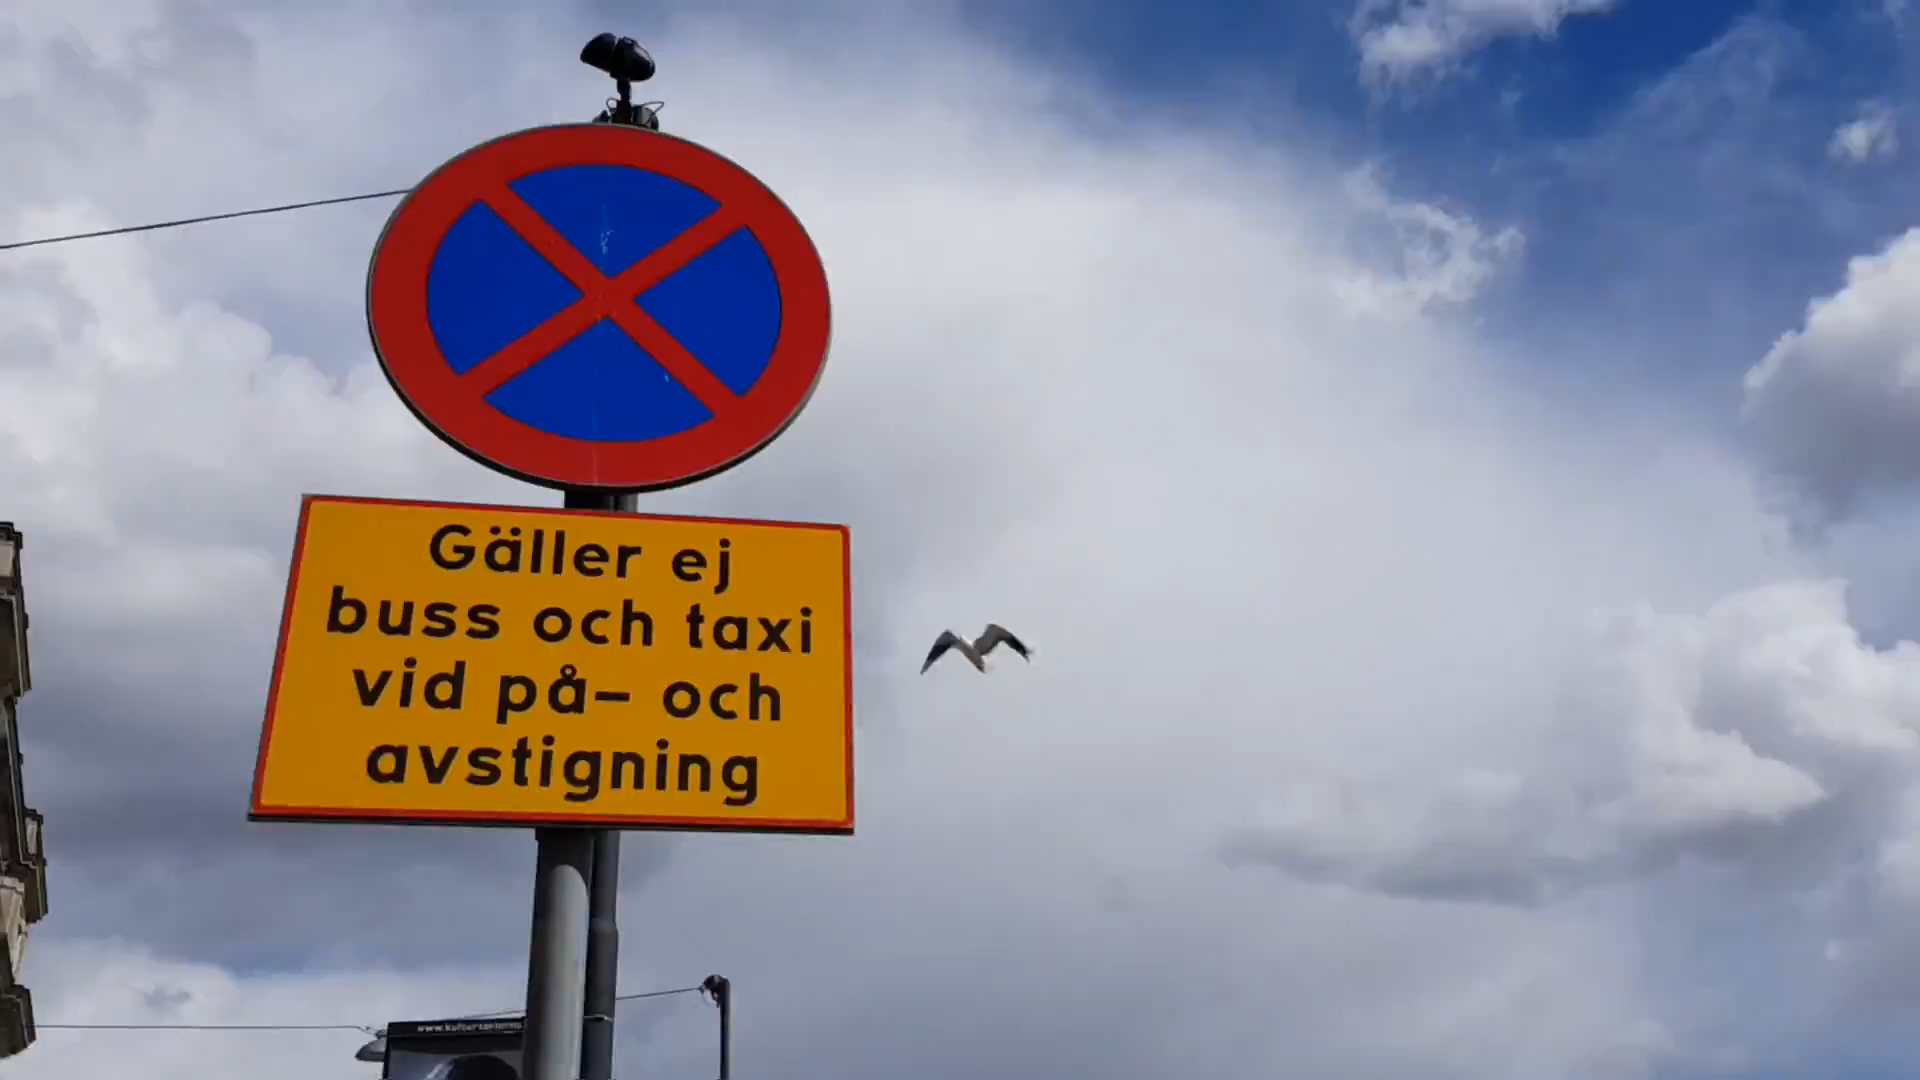 Gäller ej
buss och taxi
vid på- och
avstigning